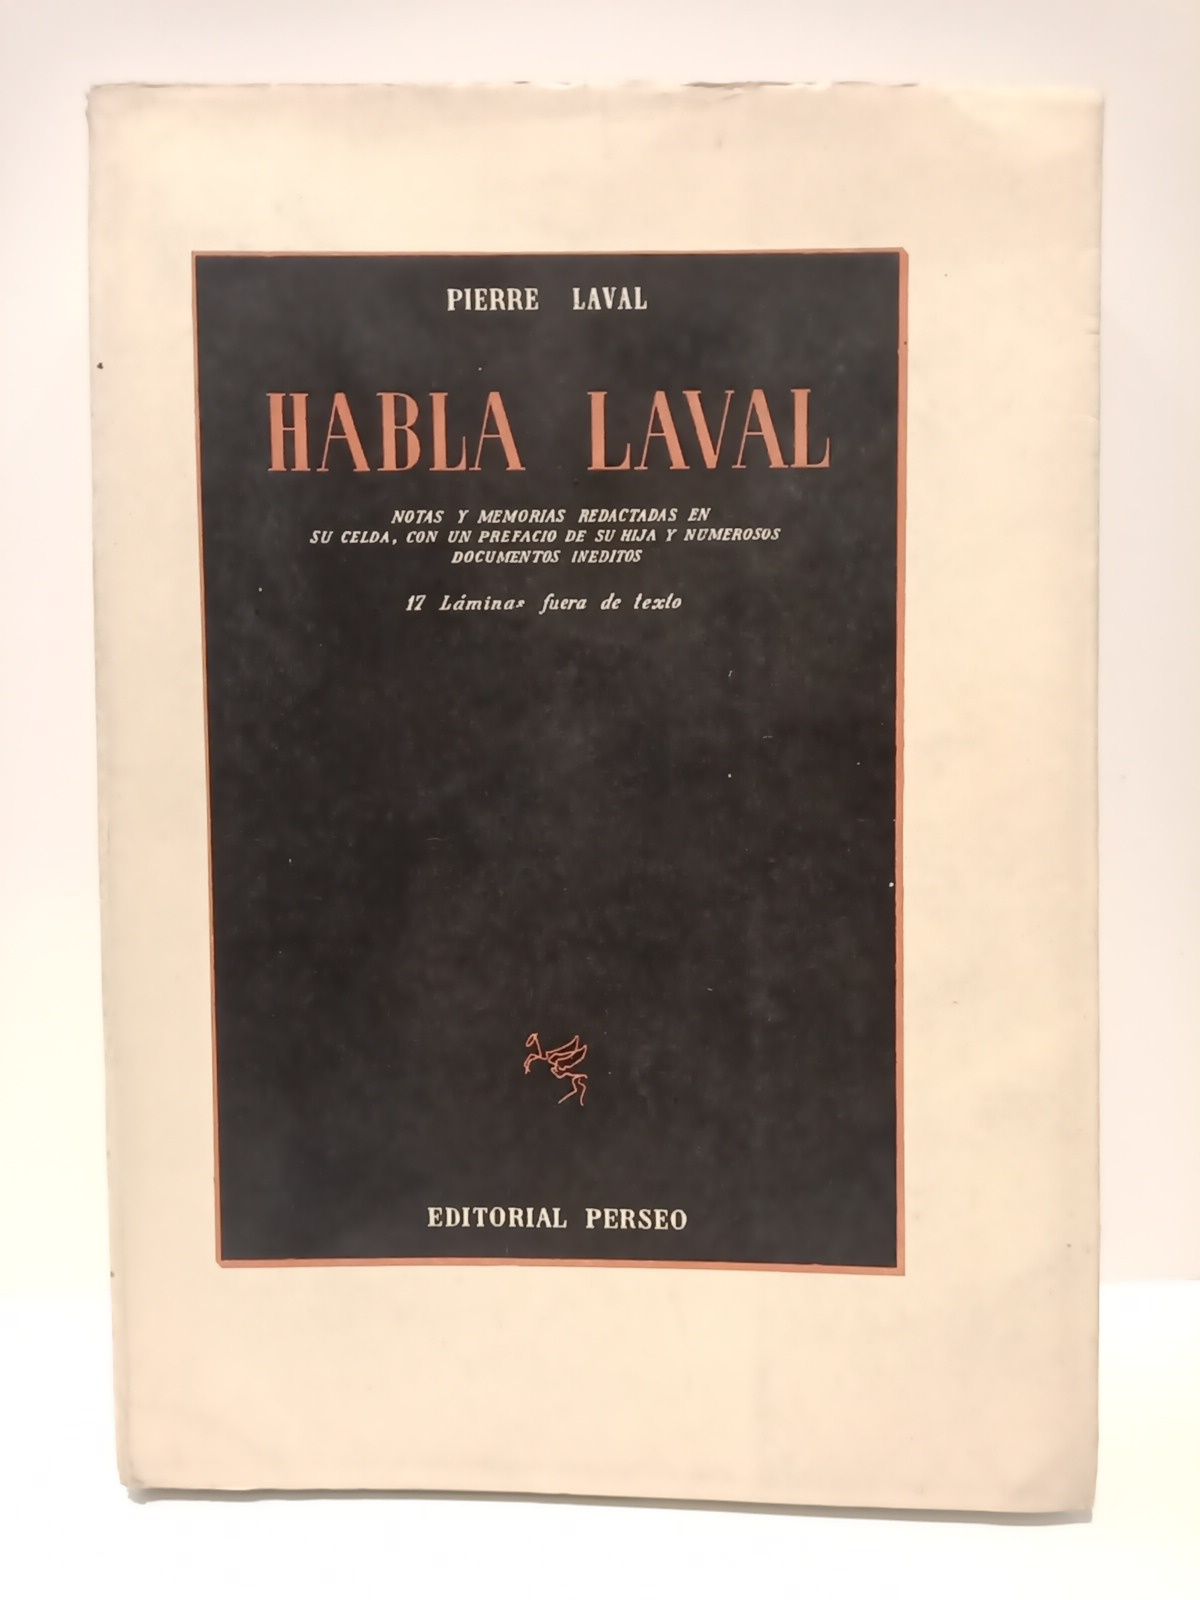 PIERRE LAVAL
HABLA LAVAL
NOTAS Y MEMORIAS REDACTADAS EN
SU CELDA, CON UN PREFACIO DE SU HIJA Y NUMEROSOS
DOCUMENTOS INEDITOS
17 Láminas fuera de texto
EDITORIAL PERSEO